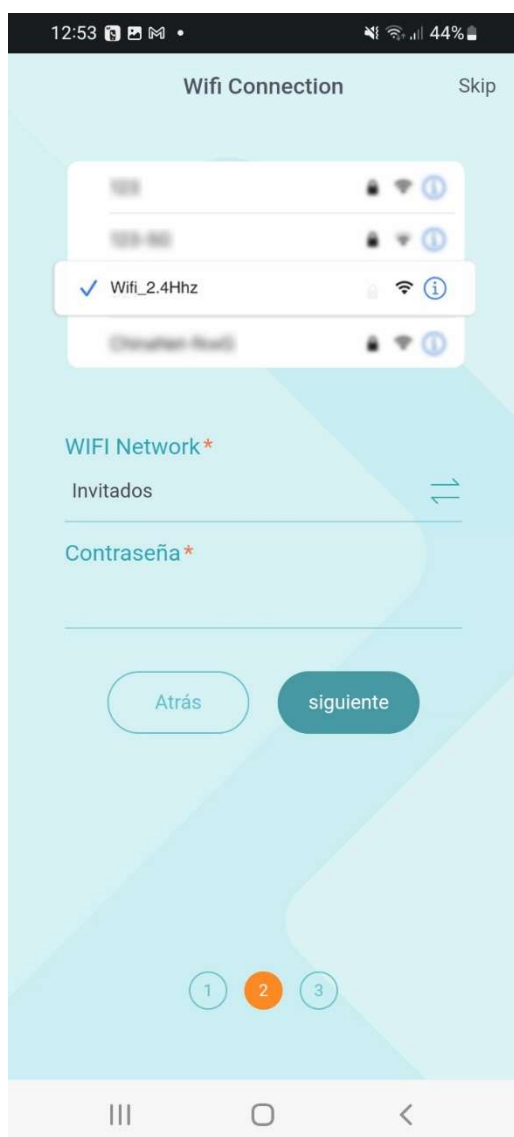 12:53
44%
Wifi Connection
Skip
Wifi_2.4Hhz
WIFI Network*
Invitados
Contraseña*
Atrás
siguiente
1
2
3